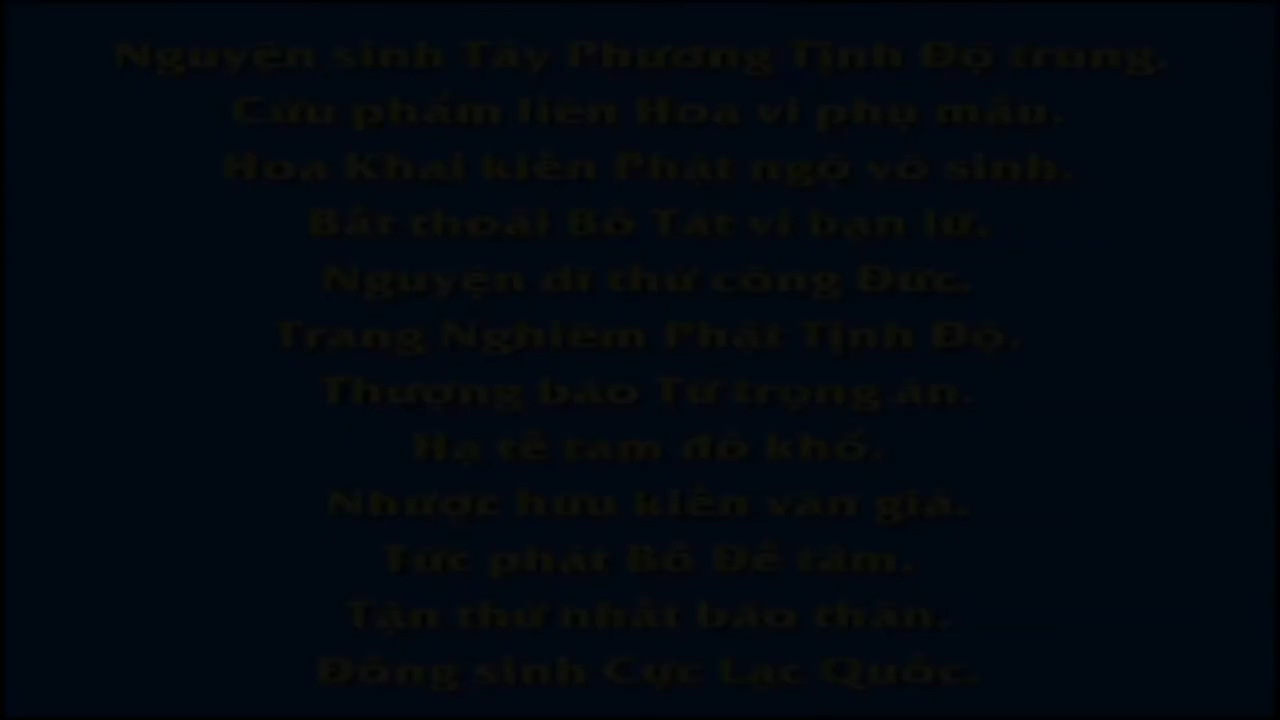 Nguyện sinh Tây Phương Tịnh Độ trung.
Cửu phẩm liên Hoa vi phụ mẫu.
Hoa Khai kiến Phật ngộ vô sinh.
Bất thoái Bồ Tát vi bạn lữ.
Nguyện dĩ thử công Đức.
Trang Nghiêm Phật Tịnh Độ.
Thượng báo Tứ trọng ân.
Hạ tế tam đồ khổ.
Nhược hữu kiến văn giả.
Tức phát Bồ Đề tâm.
Tận thử nhất báo thân.
Đồng sinh Cực Lạc Quốc.